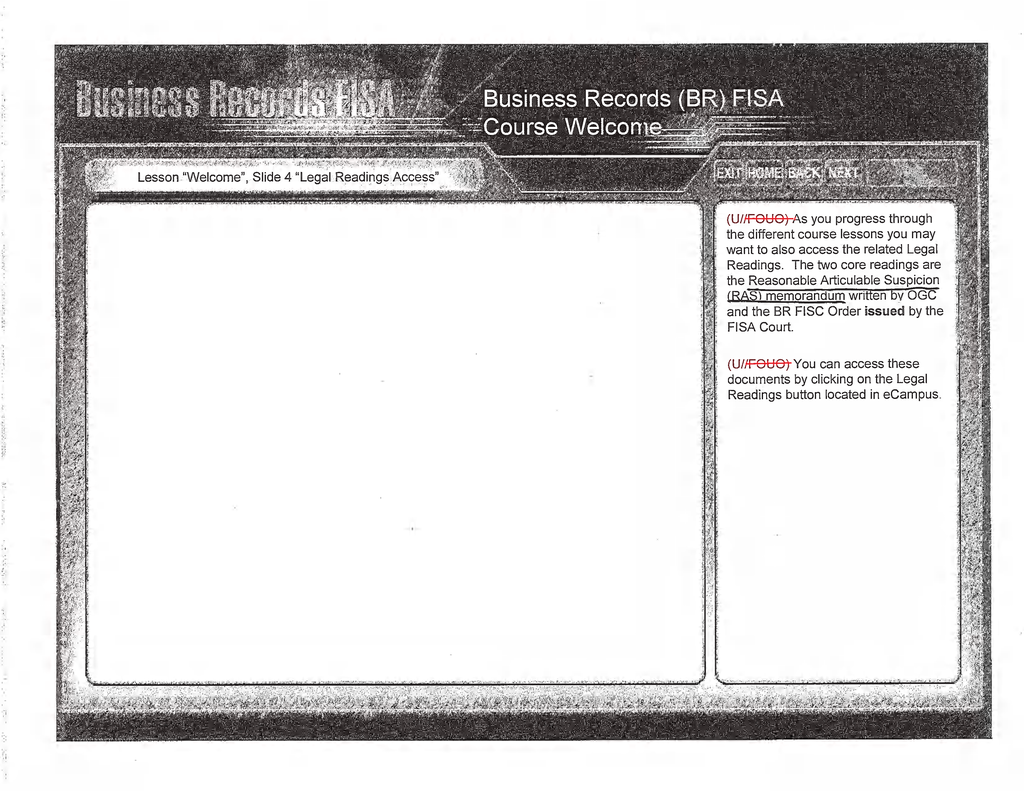 Business Records FISA
Business Records (BR) FISA
Course Welcome
Lesson "Welcome", Slide 4 "Legal Readings Access"
EXIT HOME BACK NEXT
(U//FOUO) As you progress through
the different course lessons you may
want to also access the related Legal
Readings. The two core readings are
the Reasonable Articulable Suspicion
(RAS) memorandum written by OGC
and the BR FISC Order issued by the
FISA Court.
(U//FOUO) You can access these
documents by clicking on the Legal
Readings button located in eCampus.